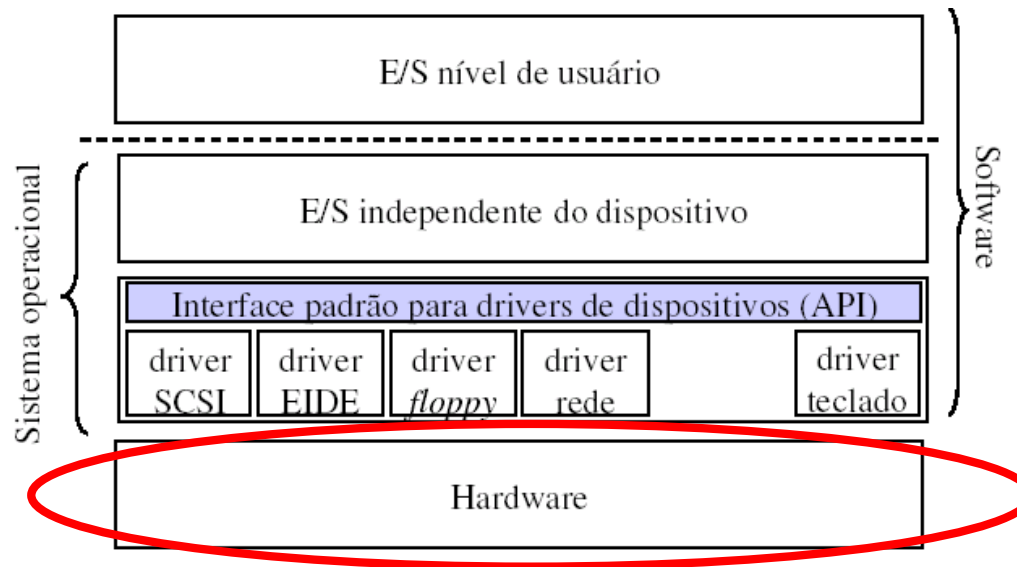 E/S nível de usuário
E/S independente do dispositivo
Interface padrão para drivers de dispositivos (API)
driver SCSI
driver EIDE
driver floppy
driver rede
driver teclado
Hardware
Sistema operacional
Software